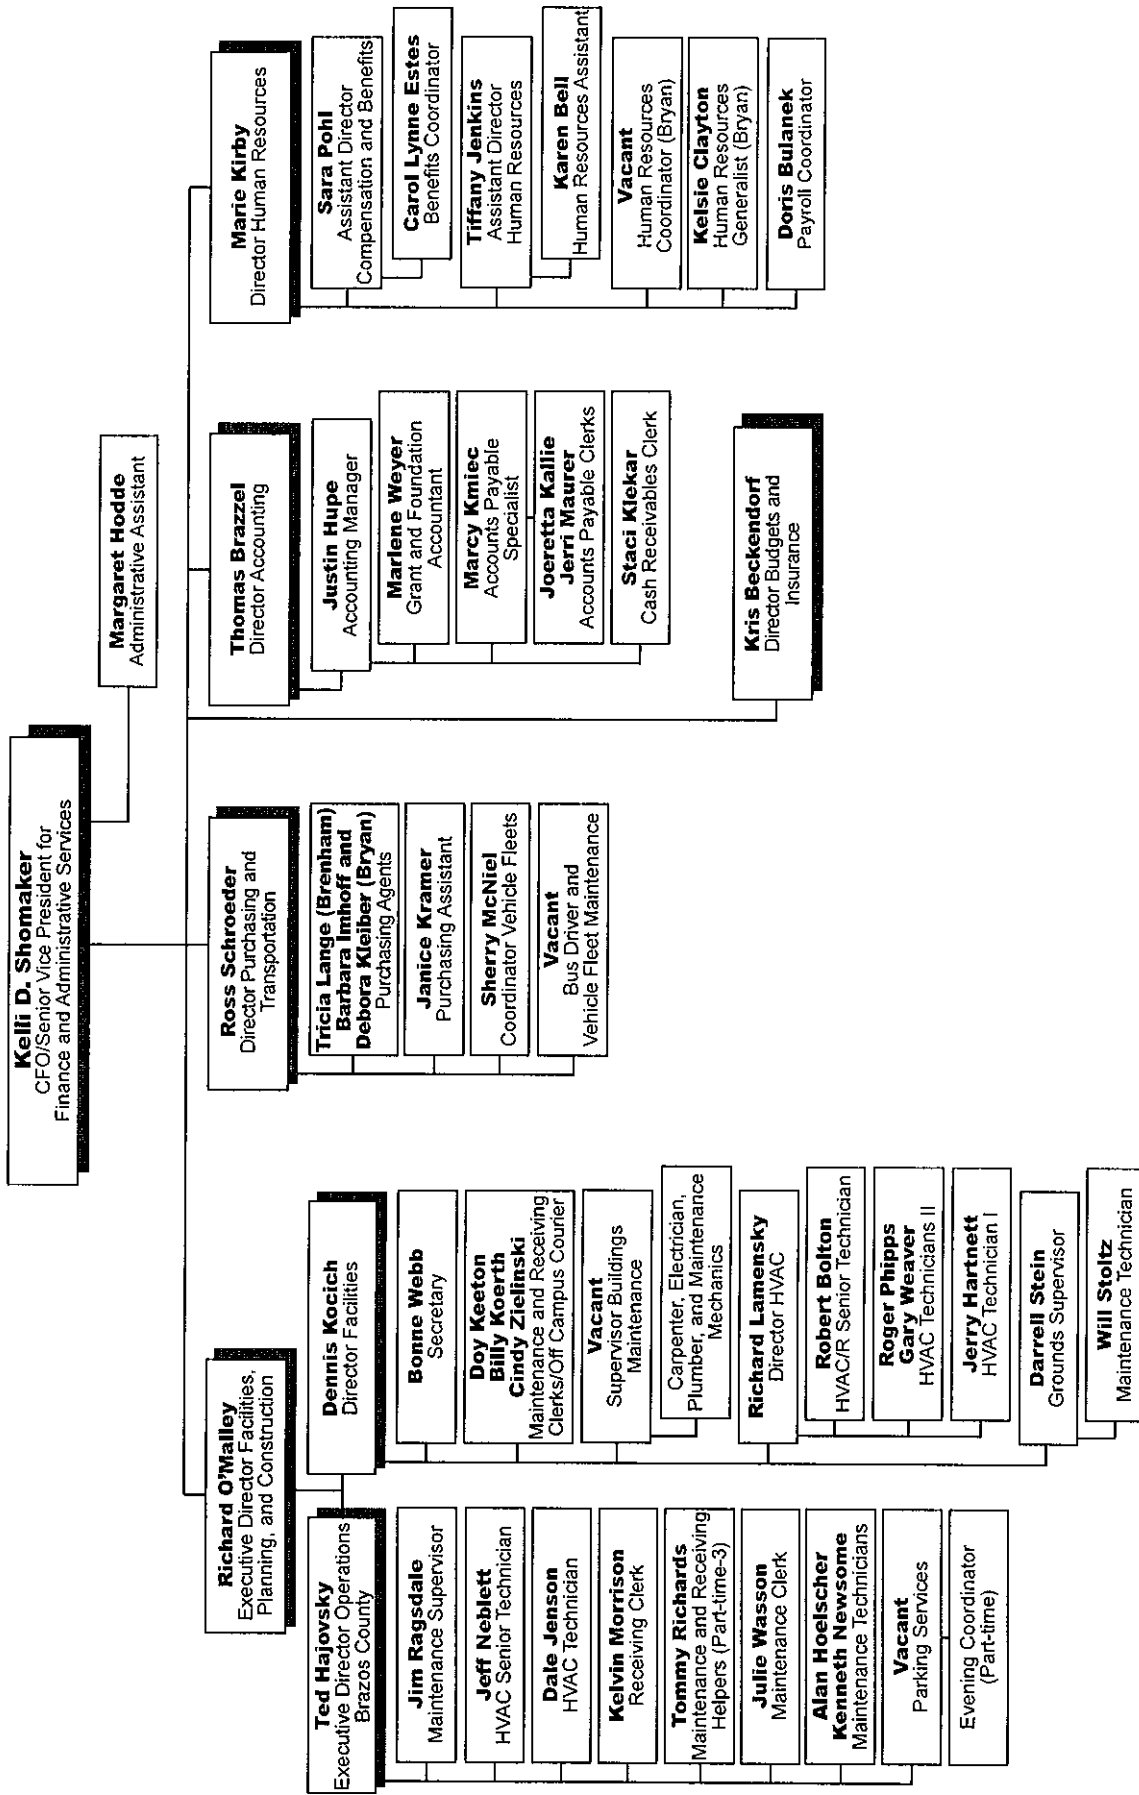 Kelli D. Shomaker
CFO/Senior Vice President for
Finance and Administrative Services
Margaret Hodde
Administrative Assistant
Richard O'Malley
Executive Director Facilities,
Planning, and Construction
Ted Hajovsky
Executive Director Operations
Brazos County
Jim Ragsdale
Maintenance Supervisor
Jeff Neblett
HVAC Senior Technician
Dale Jenson
HVAC Technician
Kelvin Morrison
Receiving Clerk
Tommy Richards
Maintenance and Receiving
Helpers (Part-time-3)
Julie Wasson
Maintenance Clerk
Alan Hoelscher
Kenneth Newsome
Maintenance Technicians
Vacant
Parking Services
Evening Coordinator
(Part-time)
Dennis Kocich
Director Facilities
Bonne Webb
Secretary
Doy Keeton
Billy Koerth
Cindy Zielinski
Maintenance and Receiving
Clerks/Off Campus Courier
Vacant
Supervisor Buildings
Maintenance
Carpenter, Electrician,
Plumber, and Maintenance
Mechanics
Richard Lamensky
Director HVAC
Robert Bolton
HVAC/R Senior Technician
Roger Phipps
Gary Weaver
HVAC Technicians II
Jerry Hartnett
HVAC Technician I
Darrell Stein
Grounds Supervisor
Will Stoltz
Maintenance Technician
Ross Schroeder
Director Purchasing and
Transportation
Tricia Lange (Brenham)
Barbara Imhoff and
Debora Kleiber (Bryan)
Purchasing Agents
Janice Kramer
Purchasing Assistant
Sherry McNiel
Coordinator Vehicle Fleets
Vacant
Bus Driver and
Vehicle Fleet Maintenance
Thomas Brazzel
Director Accounting
Justin Hupe
Accounting Manager
Marlene Weyer
Grant and Foundation
Accountant
Marcy Kmiec
Accounts Payable
Specialist
Joeretta Kallie
Jerri Maurer
Accounts Payable Clerks
Staci Klekar
Cash Receivables Clerk
Kris Beckendorf
Director Budgets and
Insurance
Marie Kirby
Director Human Resources
Sara Pohl
Assistant Director
Compensation and Benefits
Carol Lynne Estes
Benefits Coordinator
Tiffany Jenkins
Assistant Director
Human Resources
Karen Bell
Human Resources Assistant
Vacant
Human Resources
Coordinator (Bryan)
Kelsie Clayton
Human Resources
Generalist (Bryan)
Doris Bulanek
Payroll Coordinator